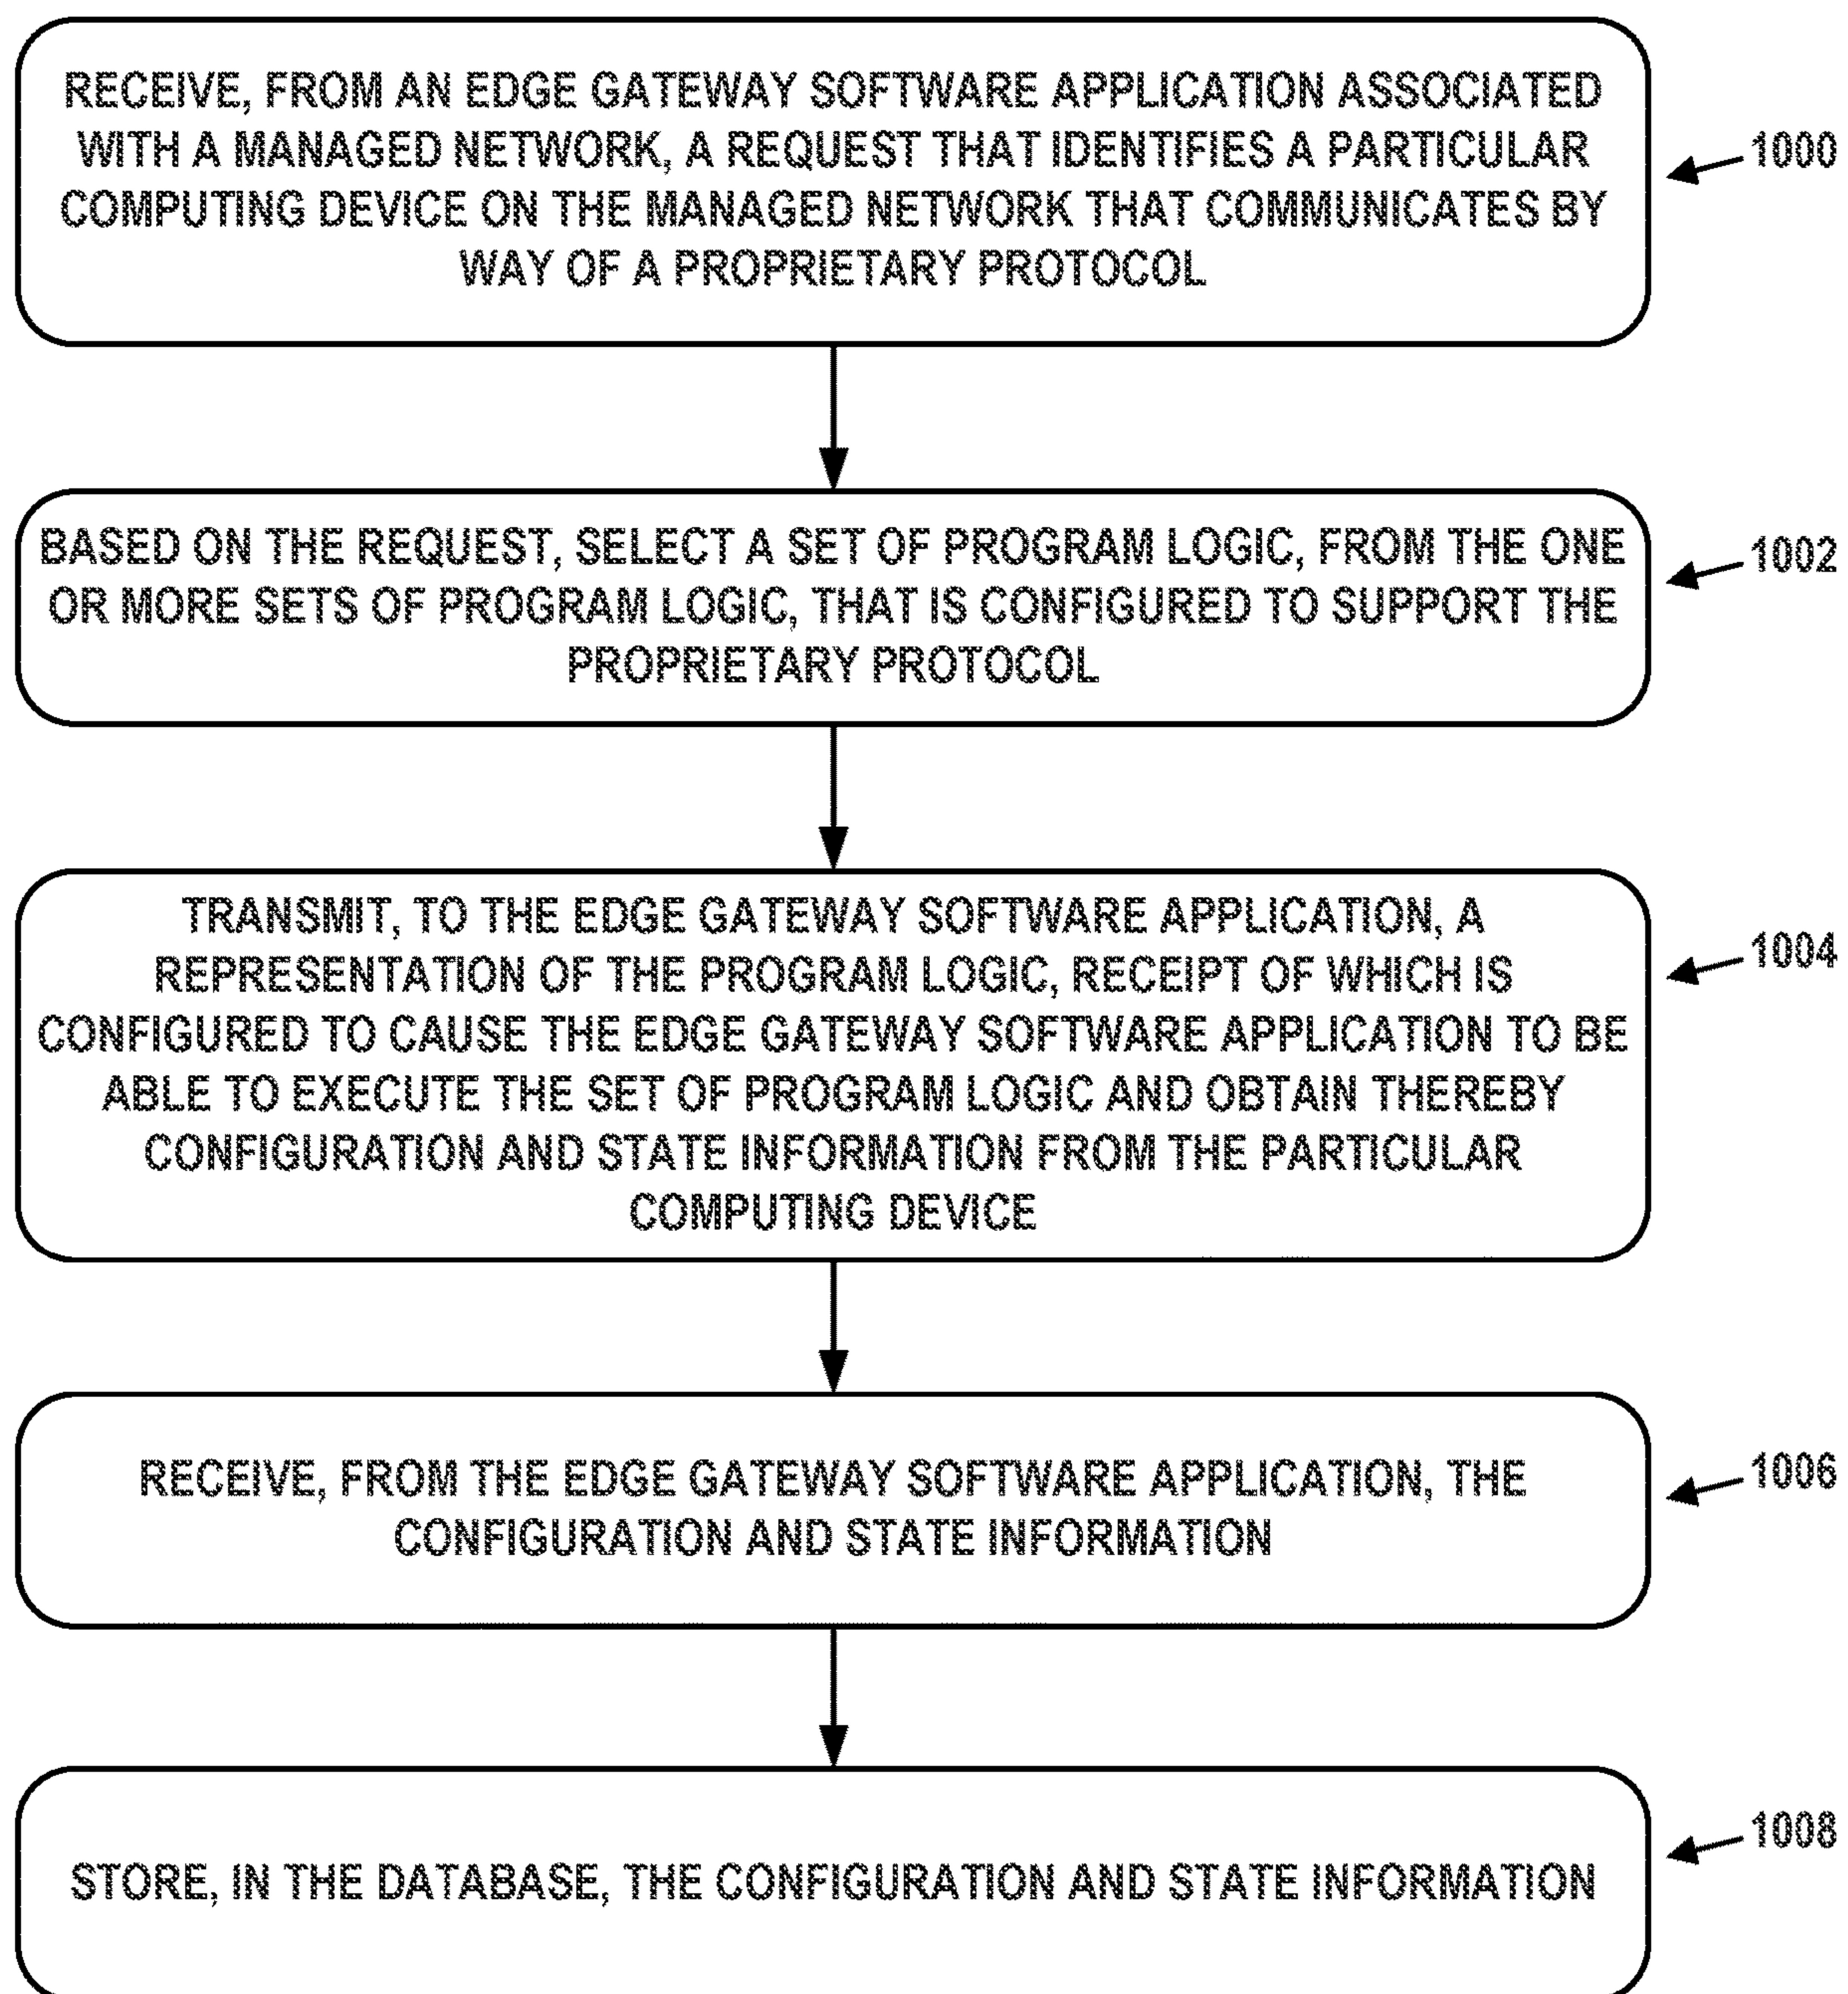 RECEIVE, FROM AN EDGE GATEWAY SOFTWARE APPLICATION ASSOCIATED
WITH A MANAGED NETWORK, A REQUEST THAT IDENTIFIES A PARTICULAR
COMPUTING DEVICE ON THE MANAGED NETWORK THAT COMMUNICATES BY
WAY OF A PROPRIETARY PROTOCOL
1000
BASED ON THE REQUEST, SELECT A SET OF PROGRAM LOGIC, FROM THE ONE
OR MORE SETS OF PROGRAM LOGIC, THAT IS CONFIGURED TO SUPPORT THE
PROPRIETARY PROTOCOL
1002
TRANSMIT, TO THE EDGE GATEWAY SOFTWARE APPLICATION, A
REPRESENTATION OF THE PROGRAM LOGIC, RECEIPT OF WHICH IS
CONFIGURED TO CAUSE THE EDGE GATEWAY SOFTWARE APPLICATION TO BE
ABLE TO EXECUTE THE SET OF PROGRAM LOGIC AND OBTAIN THEREBY
CONFIGURATION AND STATE INFORMATION FROM THE PARTICULAR
COMPUTING DEVICE
1004
RECEIVE, FROM THE EDGE GATEWAY SOFTWARE APPLICATION, THE
CONFIGURATION AND STATE INFORMATION
1006
STORE, IN THE DATABASE, THE CONFIGURATION AND STATE INFORMATION
1008